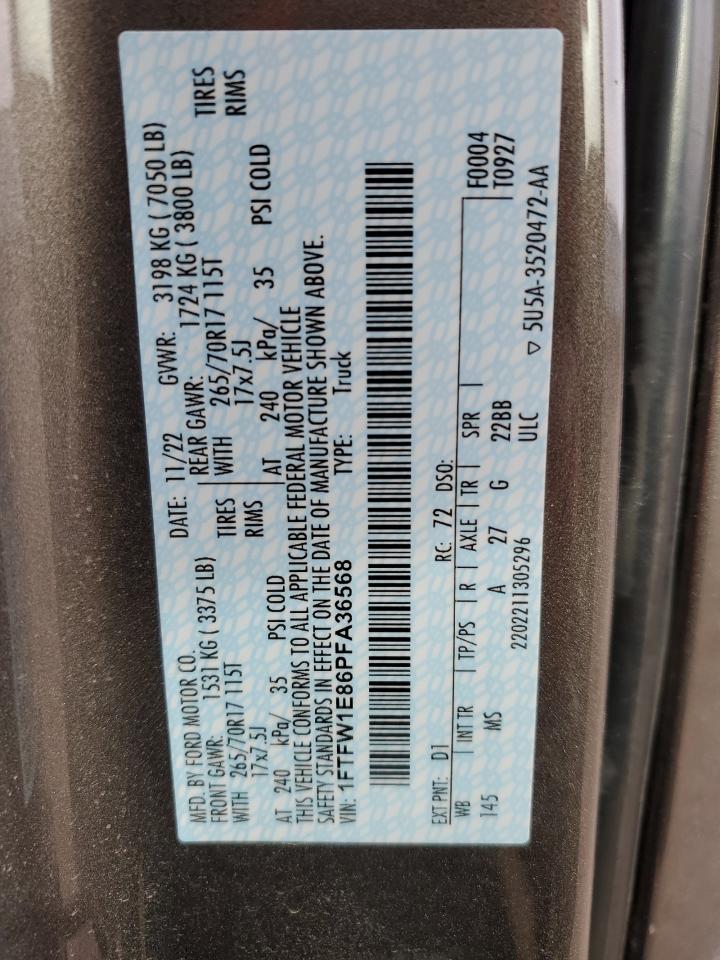 MFD. BY FORD MOTOR CO. DATE: 11/22 GVWR: 3198 KG ( 7050 LB)
FRONT GAWR: 1531 KG ( 3375 LB) REAR GAWR: 1724 KG ( 3800 LB)
WITH 265/70R17 115T TIRES WITH 265/70R17 115T TIRES
17x7.5J RIMS 17x7.5J RIMS
AT 240 kPa/ 35 PSI COLD AT 240 kPa/ 35 PSI COLD
THIS VEHICLE CONFORMS TO ALL APPLICABLE FEDERAL MOTOR VEHICLE
SAFETY STANDARDS IN EFFECT ON THE DATE OF MANUFACTURE SHOWN ABOVE.
VIN: 1FTFW1E86PFA36568 TYPE: Truck
EXT PNT: D1 RC: 72 DSO: F0004
WB INT TR TP/PS R AXLE TR SPR T0927
145 MS A 27 G 22BB
ULC
2202211305296 ▽ 5U5A-3520472-AA